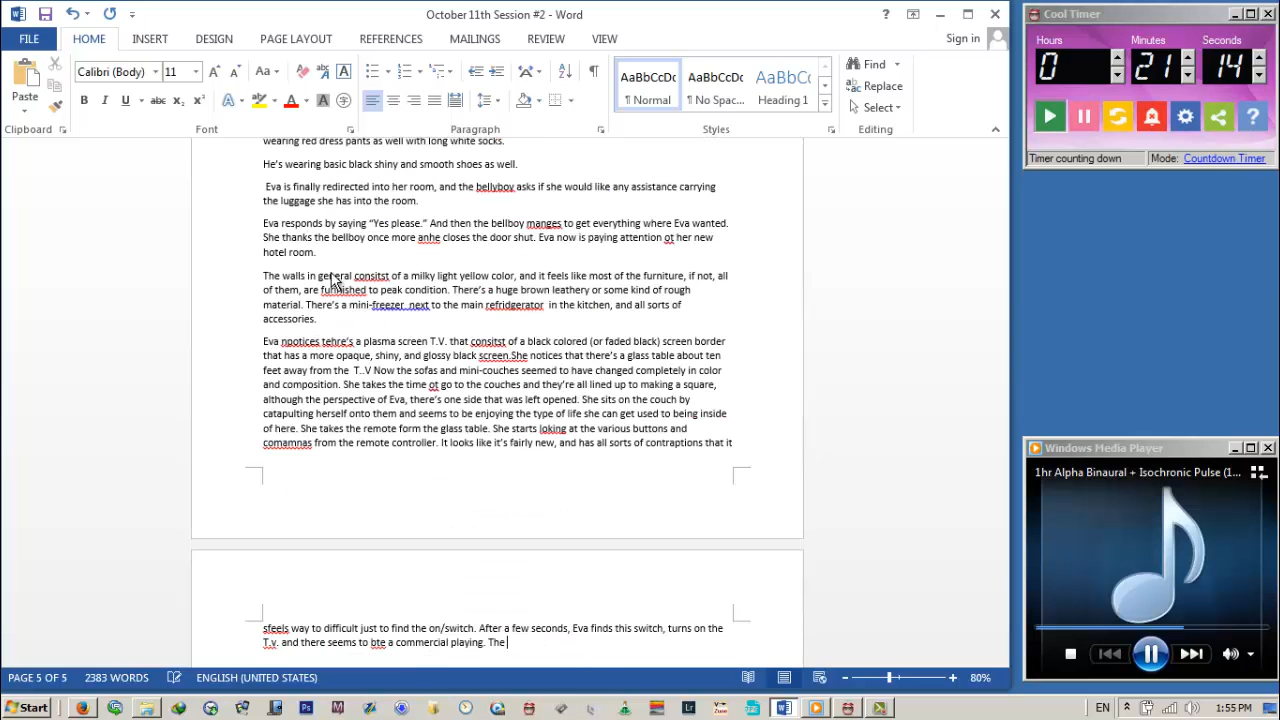 October 11th Session #2 - Word
FILE HOME INSERT DESIGN PAGE LAYOUT REFERENCES MAILINGS REVIEW VIEW Sign in
Paste
Calibri (Body) 11
AaBbCcDc AaBbCcDc AaBbCc
¶ Normal ¶ No Spac... Heading 1
Find
Replace
Select
Clipboard Font Paragraph Styles Editing
wearing red dress pants as well with long white socks.
He's wearing basic black shiny and smooth shoes as well.
Eva is finally redirected into her room, and the bellyboy asks if she would like any assistance carrying
the luggage she has into the room.
Eva responds by saying “Yes please.” And then the bellboy manges to get everything where Eva wanted.
She thanks the bellboy once more anhe closes the door shut. Eva now is paying attention ot her new
hotel room.
The walls in general consitst of a milky light yellow color, and it feels like most of the furniture, if not, all
of them, are furnished to peak condition. There's a huge brown leathery or some kind of rough
material. There's a mini-freezer next to the main refridgerator in the kitchen, and all sorts of
accessories.
Eva npotices tehre's a plasma screen T.V. that consitst of a black colored (or faded black) screen border
that has a more opaque, shiny, and glossy black screen.She notices that there's a glass table about ten
feet away from the T..V Now the sofas and mini-couches seemed to have changed completely in color
and composition. She takes the time ot go to the couches and they're all lined up to making a square,
although the perspective of Eva, there's one side that was left opened. She sits on the couch by
catapulting herself onto them and seems to be enjoying the type of life she can get used to being inside
of here. She takes the remote form the glass table. She starts loking at the various buttons and
comamnas from the remote controller. It looks like it's fairly new, and has all sorts of contraptions that it
sfeels way to difficult just to find the on/switch. After a few seconds, Eva finds this switch, turns on the
T.v. and there seems to bte a commercial playing. The
PAGE 5 OF 5 2383 WORDS ENGLISH (UNITED STATES) 80%
Cool Timer
Hours Minutes Seconds
0 21 14
Timer counting down Mode: Countdown Timer
Windows Media Player
1hr Alpha Binaural + Isochronic Pulse (1...
Start EN 1:55 PM